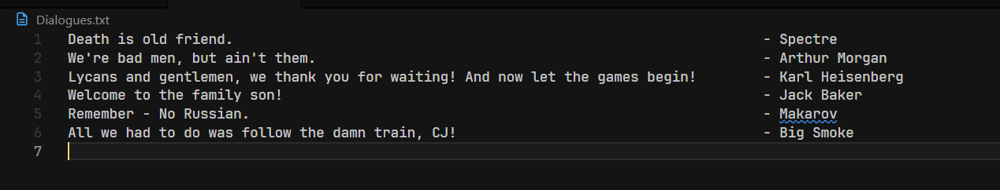 Dialogues.txt
1 Death is old friend. - Spectre
2 We're bad men, but ain't them. - Arthur Morgan
3 Lycans and gentlemen, we thank you for waiting! And now let the games begin! - Karl Heisenberg
4 Welcome to the family son! - Jack Baker
5 Remember - No Russian. - Makarov
6 All we had to do was follow the damn train, CJ! - Big Smoke
7